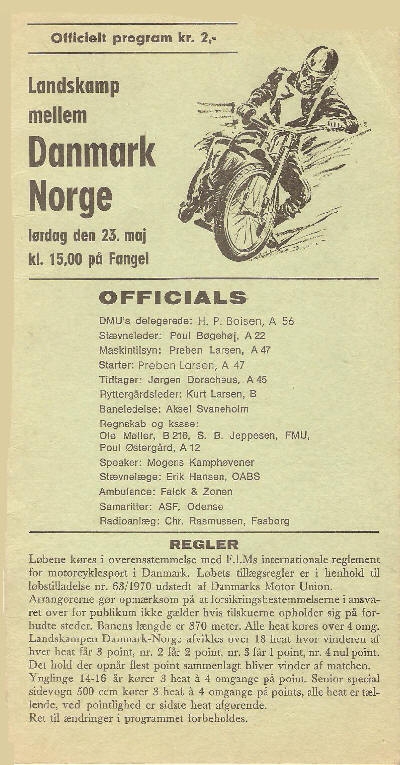 Officielt program kr. 2,-
Landskamp
mellem
Danmark
Norge
lørdag den 23. maj
kl. 15,00 på Fangel
OFFICIALS
DMU's delegerede: H. P. Boisen, A 56
Stævneleder: Poul Bøgehøj, A 22
Maskintilsyn: Preben Larsen, A 47
Starter: Preben Larsen, A 47
Tidtager: Jørgen Dorscheus, A 45
Ryttergårdsleder: Kurt Larsen, B
Baneledelse: Aksel Svaneholm
Regnskab og kasse:
Ole Møller, B 216, S. B. Jeppesen, FMU,
Poul Østergård, A 12
Speaker: Mogens Kamphøvener
Stævnelæge: Erik Hansen, OABS
Ambulance: Falck & Zonen
Samaritter: ASF, Odense
Radioanlæg: Chr. Rasmussen, Faaborg
REGLER
Løbene køres i overensstemmelse med F.I.Ms internationale reglement
for motorcyklesport i Danmark. Løbets tillægsregler er i henhold til
løbstilladelse nr. 63/1970 udstedt af Danmarks Motor Union.
Arrangørerne gør opmærksom på at forsikringsbestemmelserne i ansva-
ret over for publikum ikke gælder hvis tilskuerne opholder sig på for-
budte steder. Banens længde er 370 meter. Alle heat køres over 4 omg.
Landskampen Danmark-Norge afvikles over 18 heat hvor vinderen af
hver heat får 3 point, nr. 2 får 2 point, nr. 3 får 1 point, nr. 4 nul point.
Det hold der opnår flest point sammenlagt bliver vinder af matchen.
Ynglinge 14-16 år kører 3 heat à 4 omgange på point. Senior special
sidevogn 500 ccm kører 3 heat à 4 omgange på points, alle heat er tæl-
lende, ved pointlighed er sidste heat afgørende.
Ret til ændringer i programmet forbeholdes.